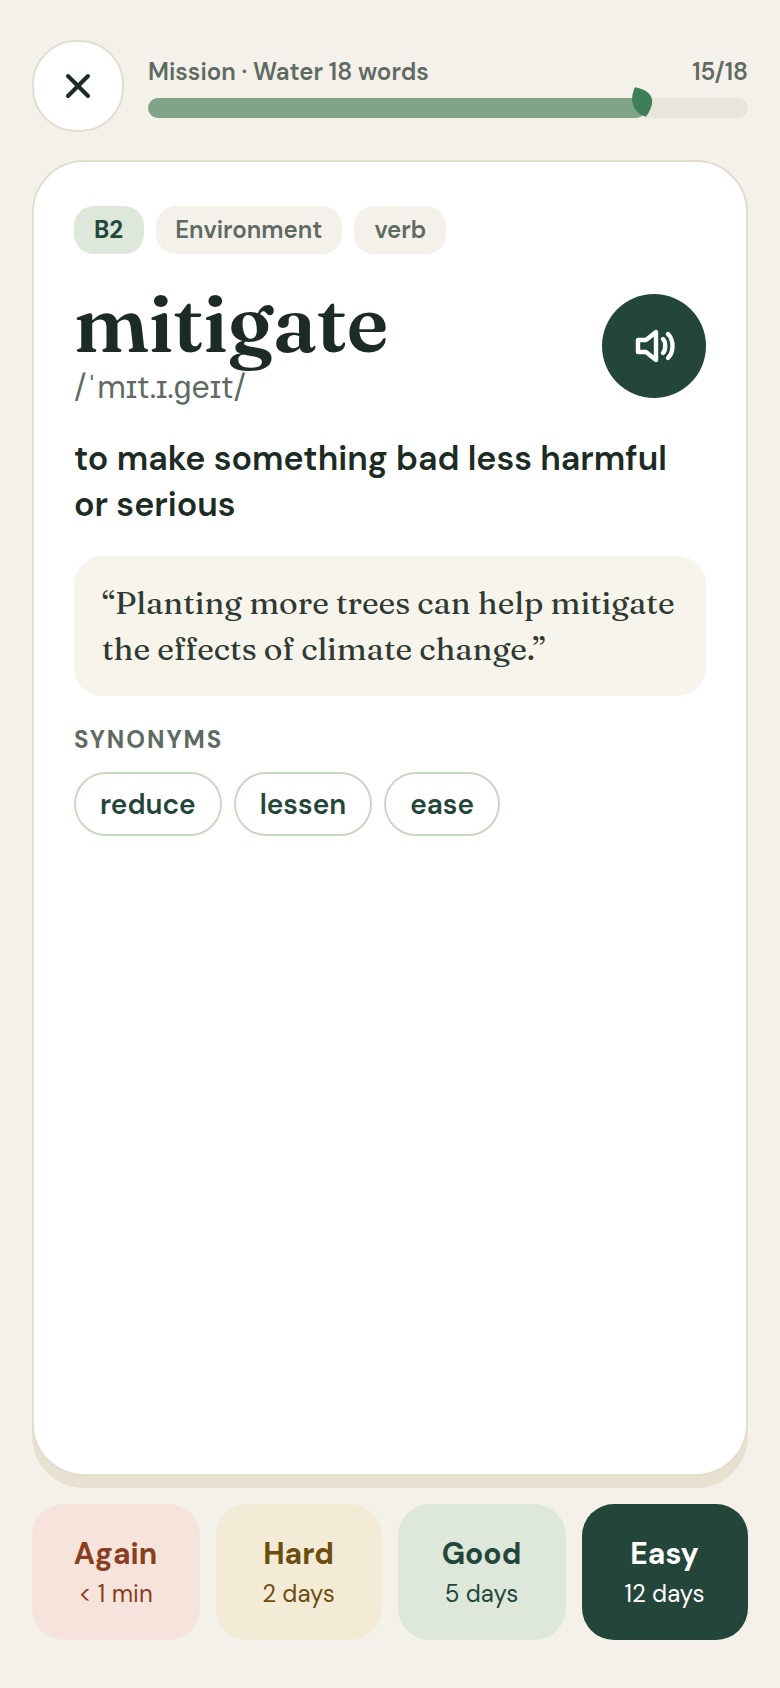 Mission · Water 18 words
15/18
B2
Environment
verb
mitigate
/ˈmɪt.ɪ.ɡeɪt/
to make something bad less harmful
or serious
“Planting more trees can help mitigate
the effects of climate change.”
SYNONYMS
reduce
lessen
ease
Again
< 1 min
Hard
2 days
Good
5 days
Easy
12 days